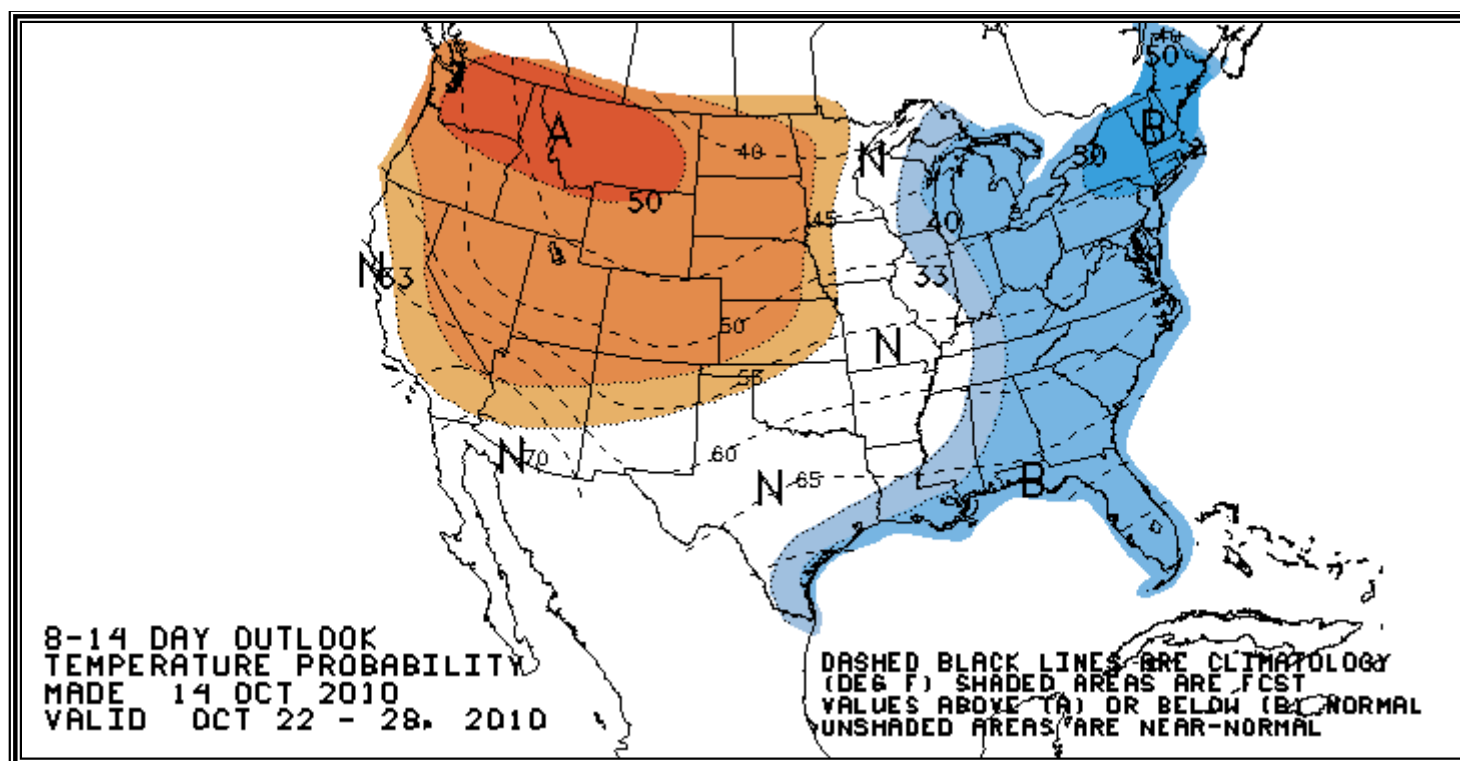 40
50
A
B
N
40
50
50
45
40
N
33
33
50
N
55
N
70
60
N
65
B
8-14 DAY OUTLOOK
TEMPERATURE PROBABILITY
MADE 14 OCT 2010
VALID OCT 22 - 28, 2010
DASHED BLACK LINES ARE CLIMATOLOGY
(DEG F) SHADED AREAS ARE FCST
VALUES ABOVE (A) OR BELOW (B) NORMAL
UNSHADED AREAS ARE NEAR-NORMAL